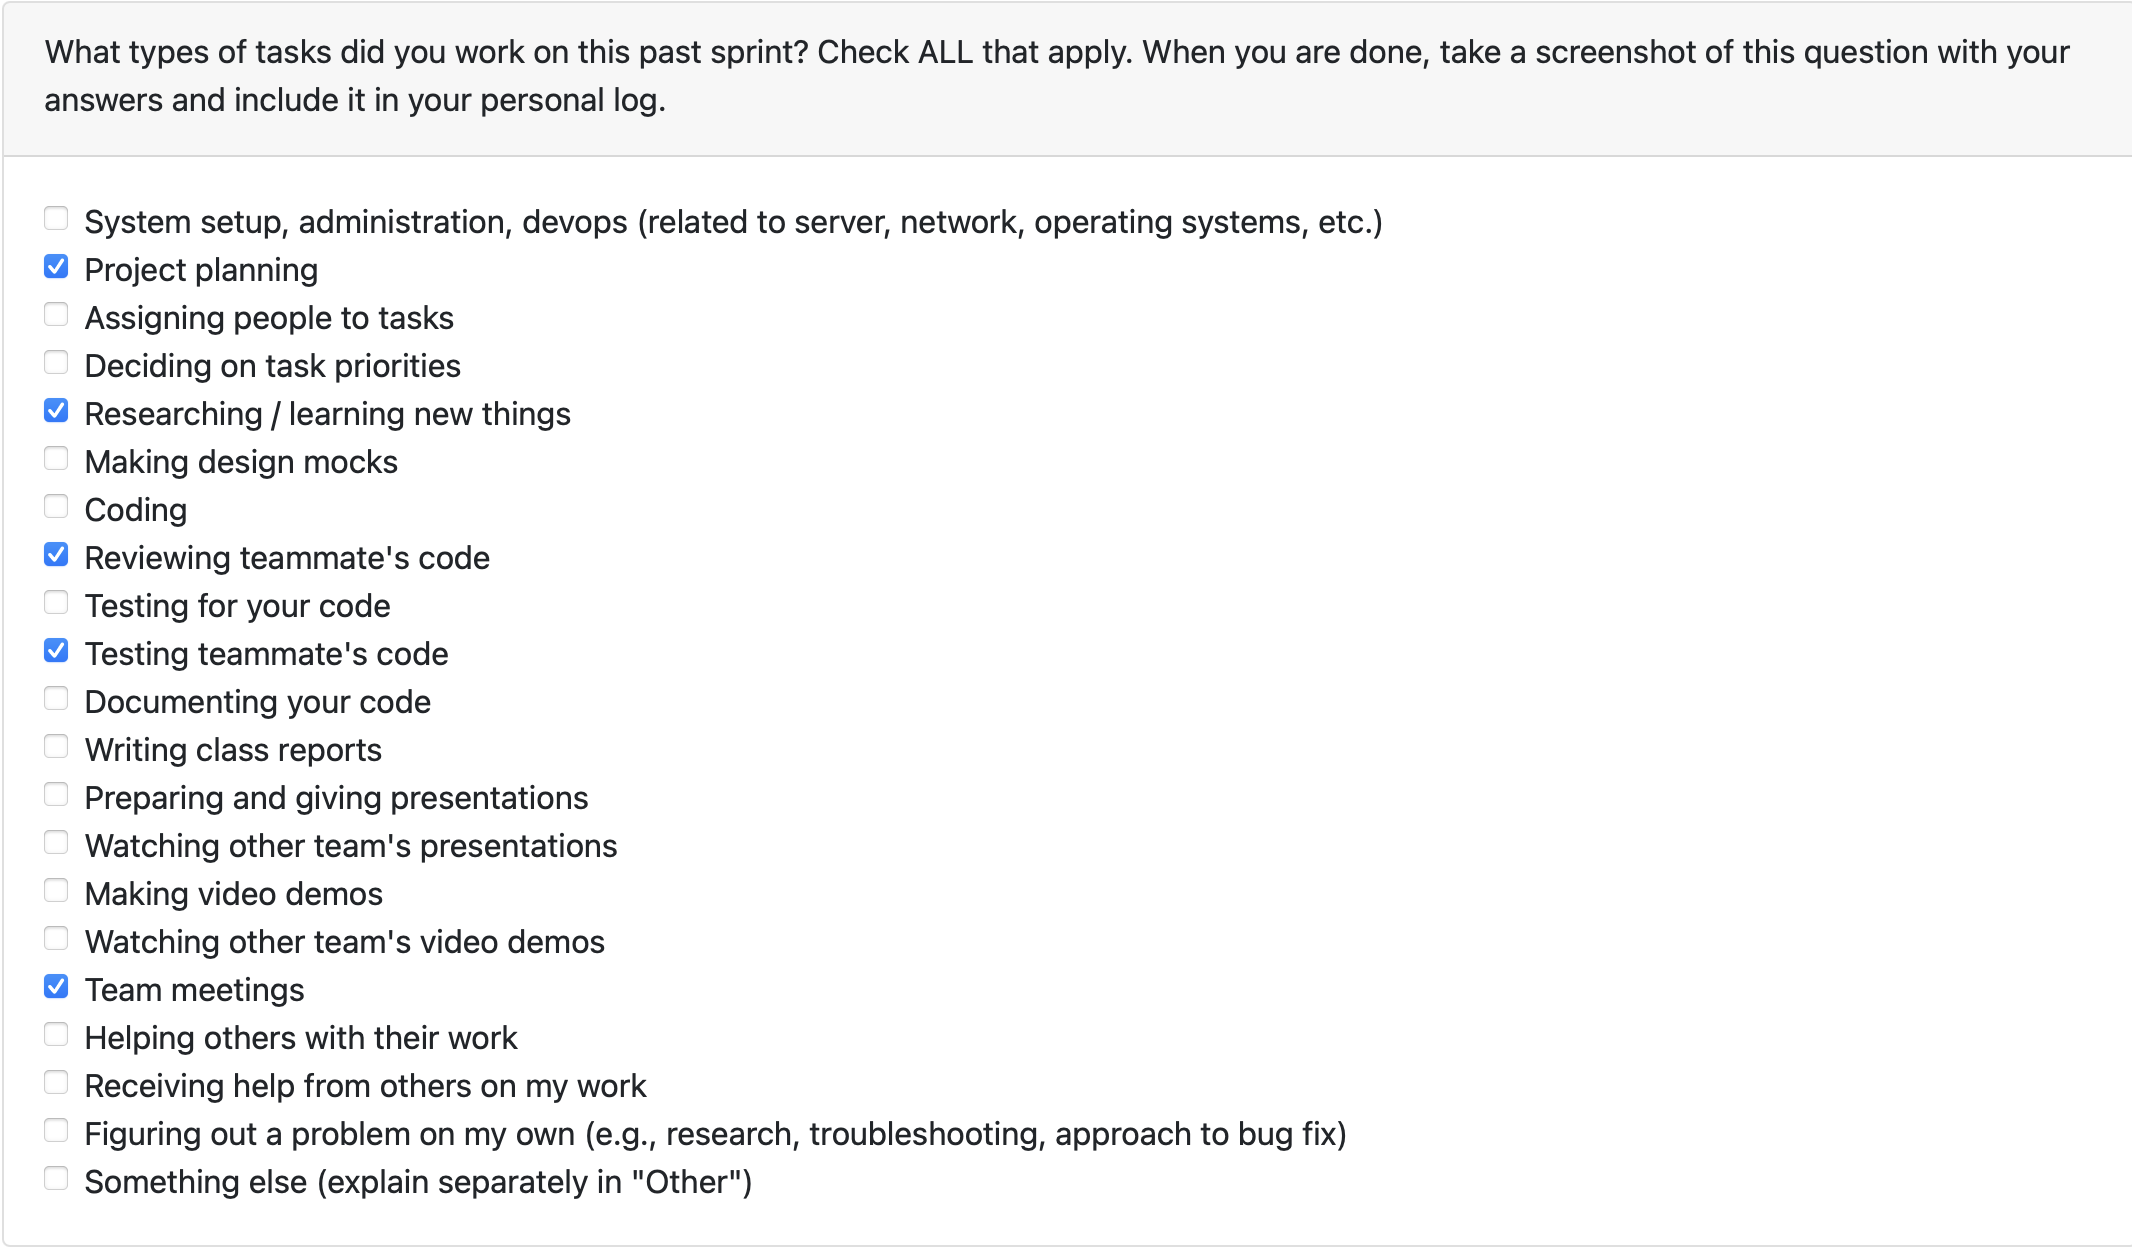 What types of tasks did you work on this past sprint? Check ALL that apply. When you are done, take a screenshot of this question with your
answers and include it in your personal log.
System setup, administration, devops (related to server, network, operating systems, etc.)
Project planning
Assigning people to tasks
Deciding on task priorities
Researching / learning new things
Making design mocks
Coding
Reviewing teammate's code
Testing for your code
Testing teammate's code
Documenting your code
Writing class reports
Preparing and giving presentations
Watching other team's presentations
Making video demos
Watching other team's video demos
Team meetings
Helping others with their work
Receiving help from others on my work
Figuring out a problem on my own (e.g., research, troubleshooting, approach to bug fix)
Something else (explain separately in "Other")